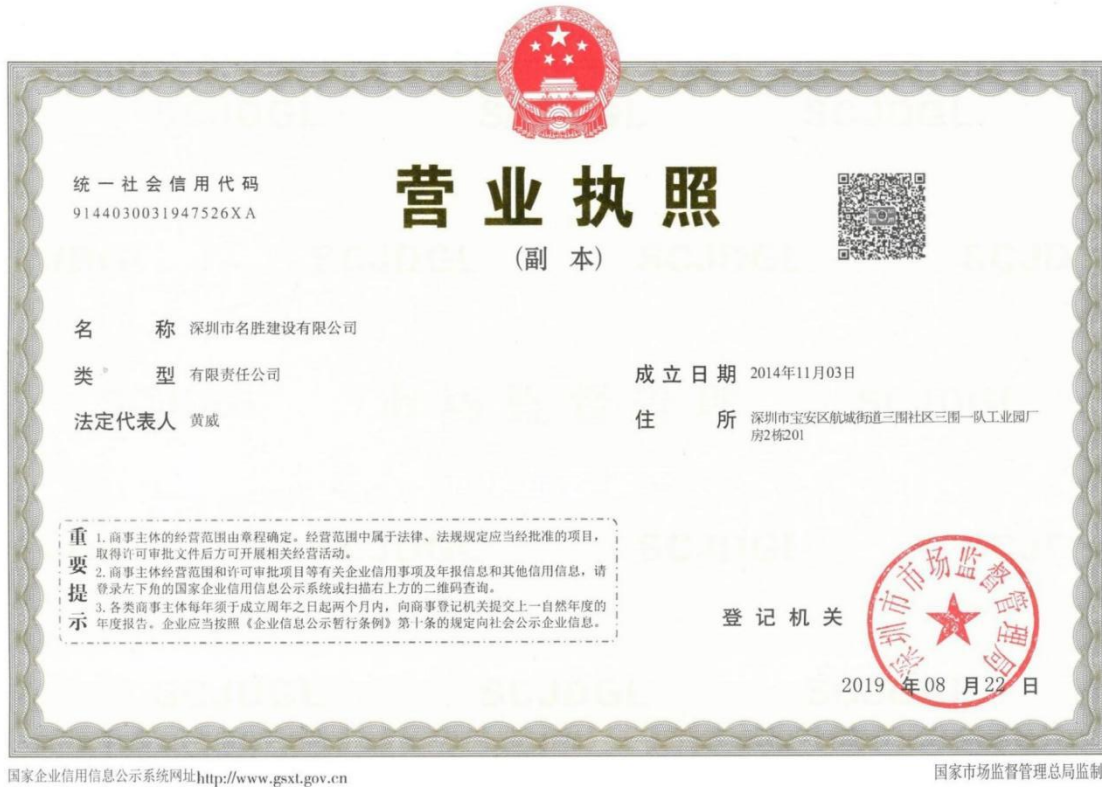 统一社会信用代码
9144030031947526XA
营业执照
(副 本)
名 称 深圳市名胜建设有限公司
类 型 有限责任公司
法定代表人 黄威
成立日期 2014年11月03日
住 所 深圳市宝安区航城街道三围社区三围一队工业园厂
房2栋201
重要提示
1. 商事主体的经营范围由章程确定。经营范围中属于法律、法规规定应当经批准的项目，
取得许可审批文件后方可开展相关经营活动。
2. 商事主体经营范围和许可审批项目等有关企业信用事项及年报信息和其他信用信息，请
登录左下角的国家企业信用信息公示系统或扫描右上方的二维码查询。
3. 各类商事主体每年须于成立周年之日起两个月内，向商事登记机关提交上一自然年度的
年度报告。企业应当按照《企业信息公示暂行条例》第十条的规定向社会公示企业信息。
登记机关
深圳市市场监督管理局
2019 年08 月22 日
国家企业信用信息公示系统网址http://www.gsxt.gov.cn
国家市场监督管理总局监制